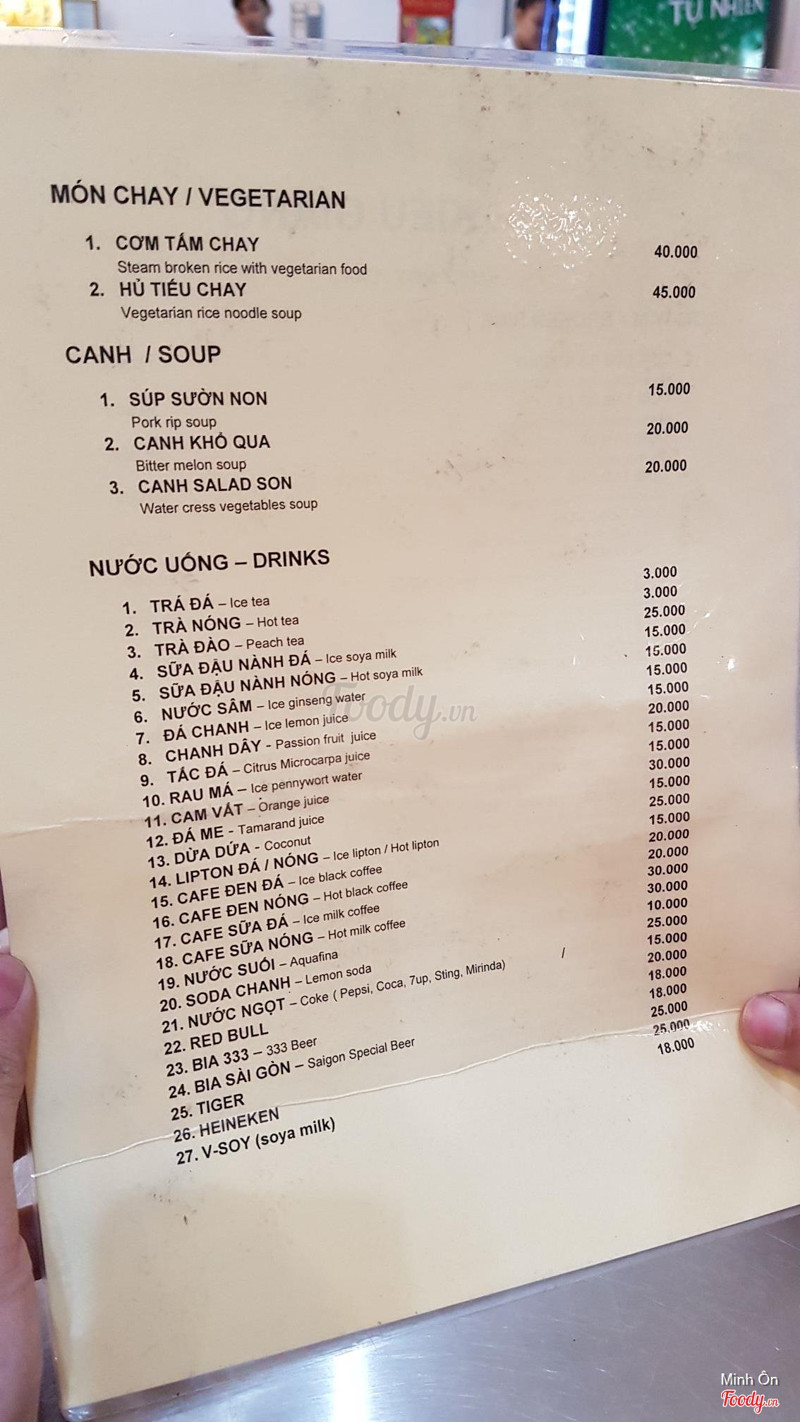 TỰ NHIÊN
MÓN CHAY / VEGETARIAN
1. CƠM TẤM CHAY 40.000
Steam broken rice with vegetarian food
2. HỦ TIẾU CHAY 45.000
Vegetarian rice noodle soup
CANH / SOUP
1. SÚP SƯỜN NON 15.000
Pork rip soup
2. CANH KHỔ QUA 20.000
Bitter melon soup
3. CANH SALAD SON 20.000
Water cress vegetables soup
NƯỚC UỐNG – DRINKS
1. TRÁ ĐÁ – Ice tea 3.000
2. TRÀ NÓNG – Hot tea 3.000
3. TRÀ ĐÀO – Peach tea 25.000
4. SỮA ĐẬU NÀNH ĐÁ – Ice soya milk 15.000
5. SỮA ĐẬU NÀNH NÓNG – Hot soya milk 15.000
6. NƯỚC SÂM – Ice ginseng water 15.000
7. ĐÁ CHANH – Ice lemon juice 15.000
8. CHANH DÂY - Passion fruit juice 20.000
9. TẮC ĐÁ – Citrus Microcarpa juice 15.000
10. RAU MÁ – Ice pennywort water 15.000
11. CAM VẮT – Orange juice 30.000
12. ĐÁ ME - Tamarand juice 15.000
13. DỪA DỨA - Coconut 25.000
14. LIPTON ĐÁ / NÓNG – Ice lipton / Hot lipton 15.000
15. CAFE ĐEN ĐÁ – Ice black coffee 20.000
16. CAFE ĐEN NÓNG – Hot black coffee 20.000
17. CAFE SỮA ĐÁ – Ice milk coffee 30.000
18. CAFE SỮA NÓNG – Hot milk coffee 30.000
19. NƯỚC SUỐI – Aquafina 10.000
20. SODA CHANH – Lemon soda 25.000
21. NƯỚC NGỌT – Coke ( Pepsi, Coca, 7up, Sting, Mirinda) / 15.000
22. RED BULL 20.000
23. BIA 333 – 333 Beer 18.000
24. BIA SÀI GÒN – Saigon Special Beer 18.000
25. TIGER 25.000
26. HEINEKEN 25.000
27. V-SOY (soya milk) 18.000
Foody.vn
Minh Ôn
Foody.vn